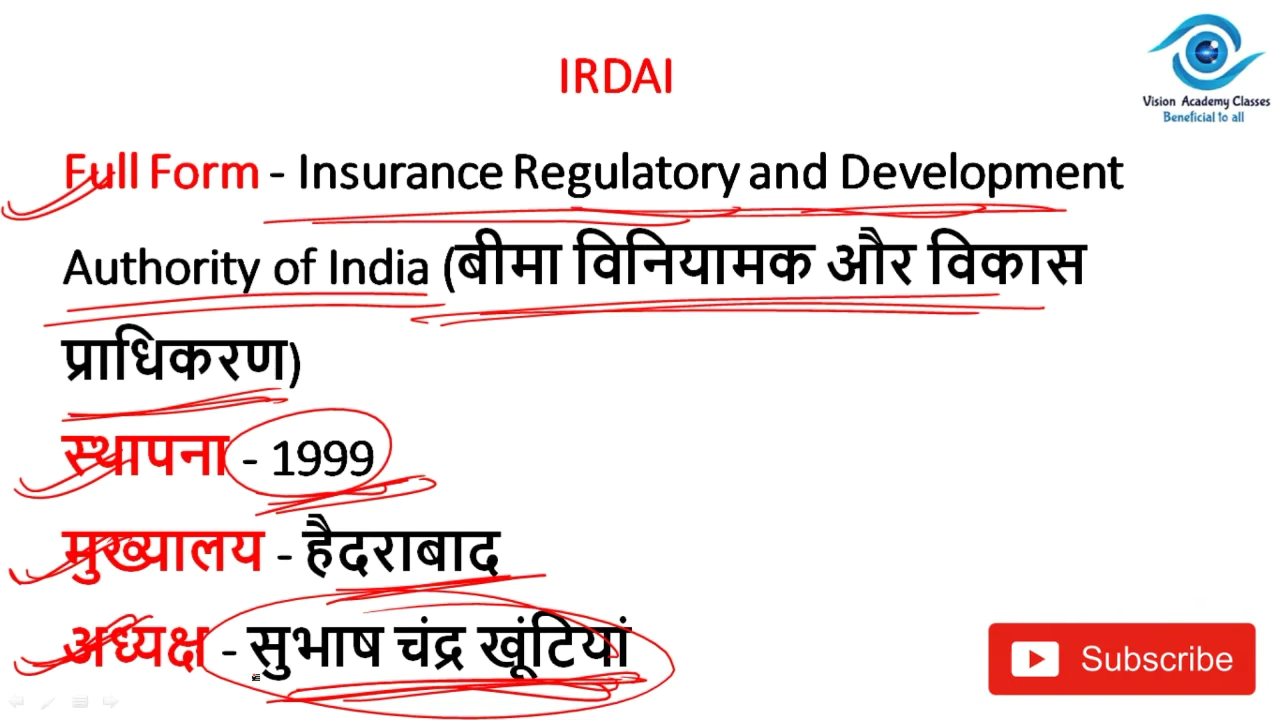 IRDAI
Vision Academy Classes
Beneficial to all
Full Form - Insurance Regulatory and Development
Authority of India (बीमा विनियामक और विकास
प्राधिकरण)
स्थापना - 1999
मुख्यालय - हैदराबाद
अध्यक्ष - सुभाष चंद्र खूंटियां
Subscribe